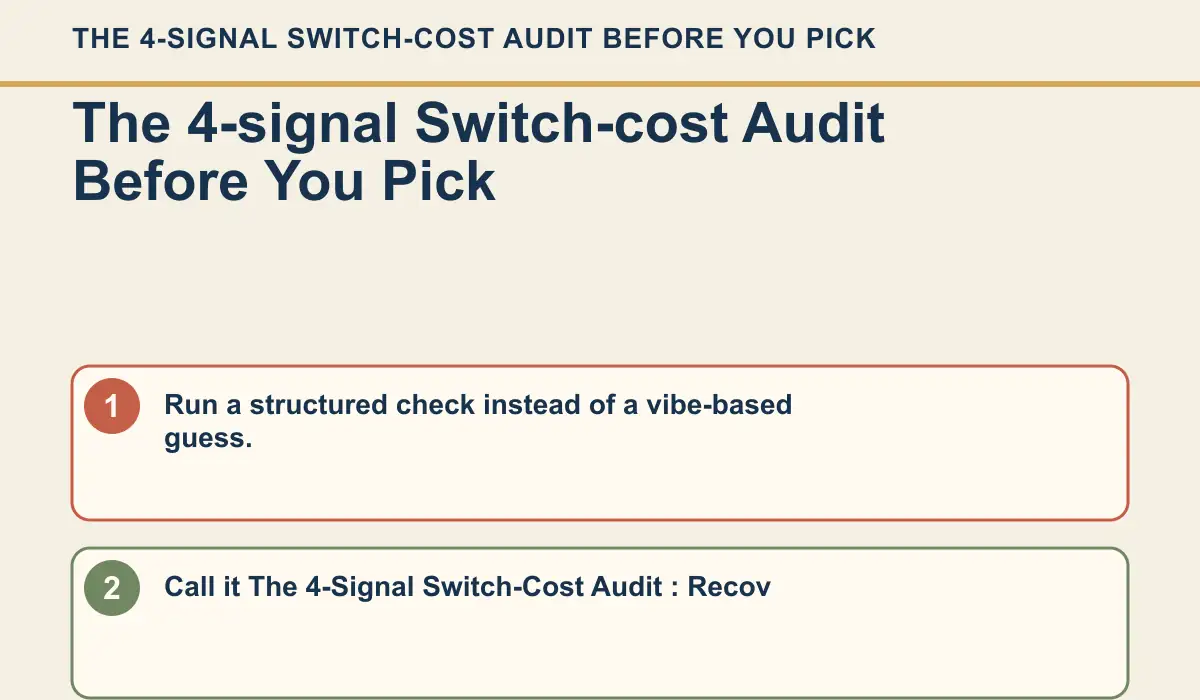 THE 4-SIGNAL SWITCH-COST AUDIT BEFORE YOU PICK
The 4-signal Switch-cost Audit
Before You Pick
1
Run a structured check instead of a vibe-based
guess.
2
Call it The 4-Signal Switch-Cost Audit : Recov